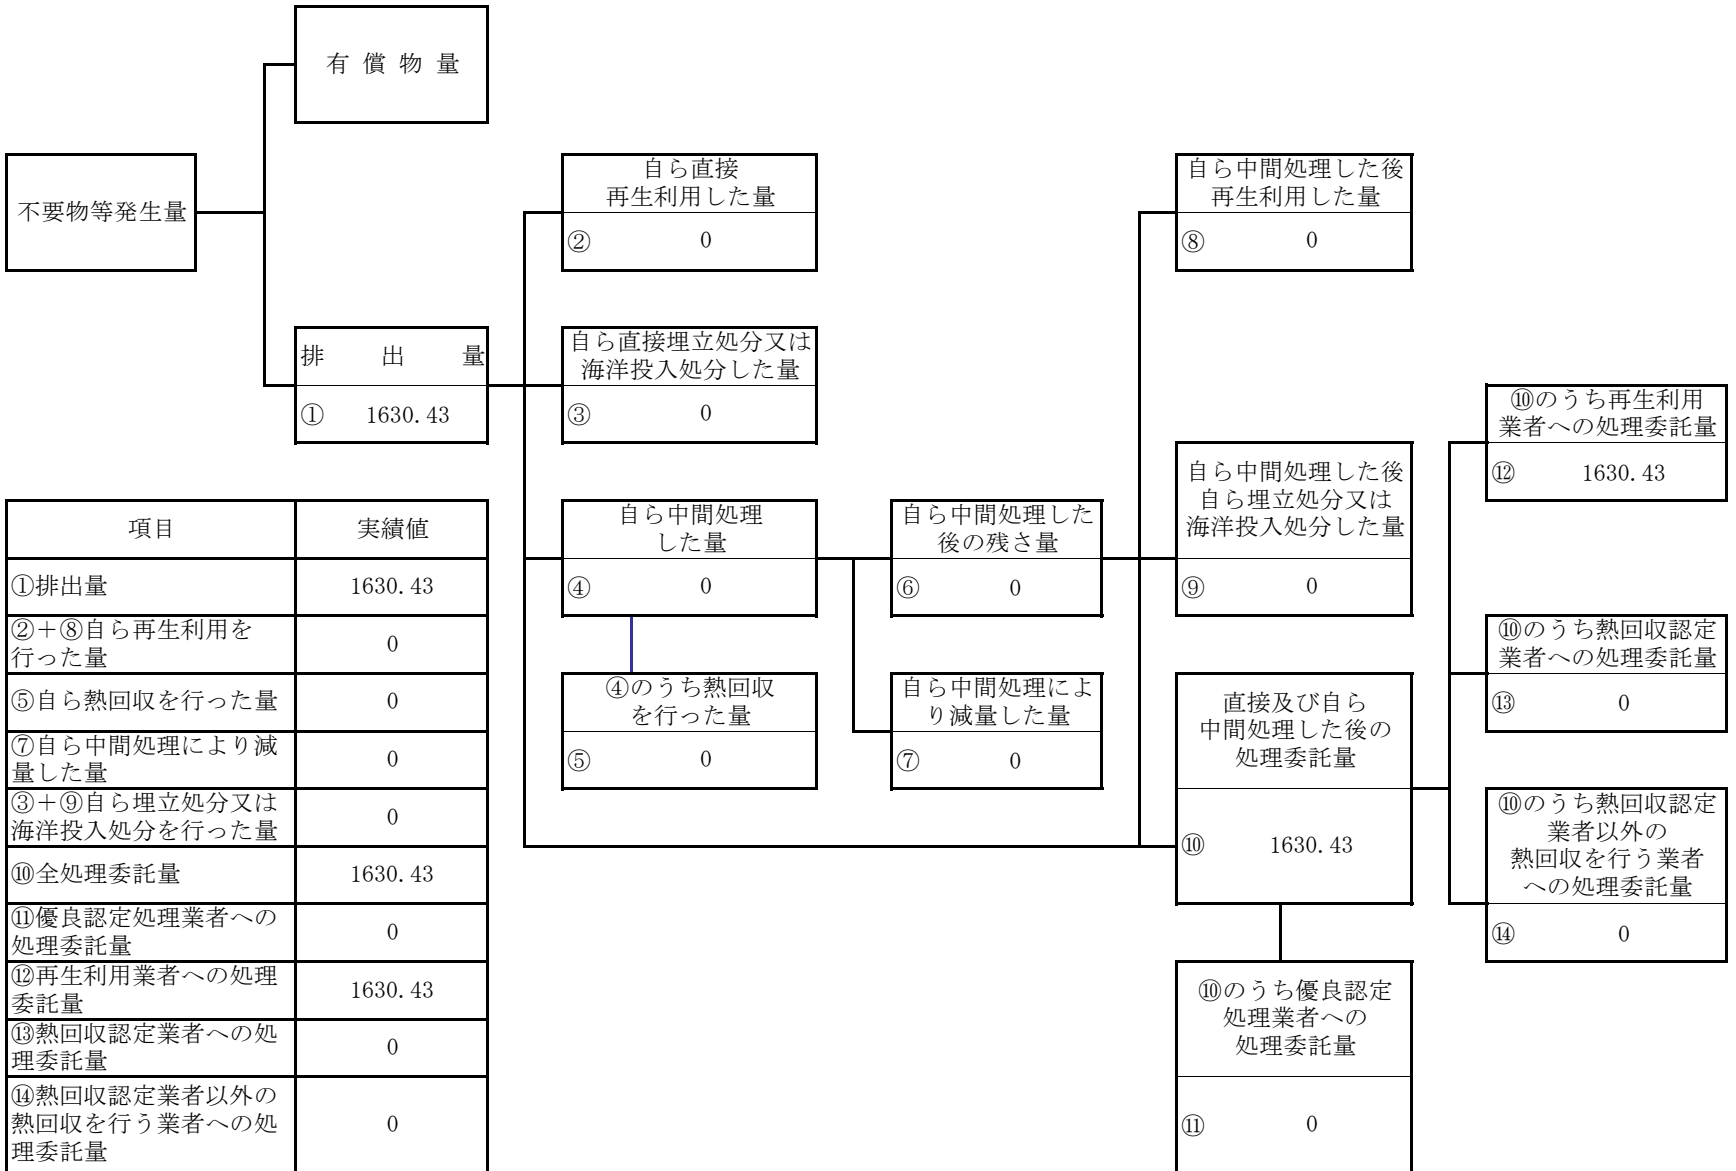 有 償 物 量
不要物等発生量
自ら直接
再生利用した量
② 0
自ら中間処理した後
再生利用した量
⑧ 0
排 出 量
① 1630.43
自ら直接埋立処分又は
海洋投入処分した量
③ 0
⑩のうち再生利用
業者への処理委託量
⑫ 1630.43
自ら中間処理
した量
④ 0
自ら中間処理した
後の残さ量
⑥ 0
自ら中間処理した後
自ら埋立処分又は
海洋投入処分した量
⑨ 0
⑩のうち熱回収認定
業者への処理委託量
⑬ 0
④のうち熱回収
を行った量
⑤ 0
自ら中間処理によ
り減量した量
⑦ 0
直接及び自ら
中間処理した後の
処理委託量
⑩ 1630.43
⑩のうち熱回収認定
業者以外の
熱回収を行う業者
への処理委託量
⑭ 0
⑩のうち優良認定
処理業者への
処理委託量
⑪ 0
項目 実績値
①排出量 1630.43
②＋⑧自ら再生利用を
行った量 0
⑤自ら熱回収を行った量 0
⑦自ら中間処理により減
量した量 0
③＋⑨自ら埋立処分又は
海洋投入処分を行った量 0
⑩全処理委託量 1630.43
⑪優良認定処理業者への
処理委託量 0
⑫再生利用業者への処理
委託量 1630.43
⑬熱回収認定業者への処
理委託量 0
⑭熱回収認定業者以外の
熱回収を行う業者への処
理委託量 0